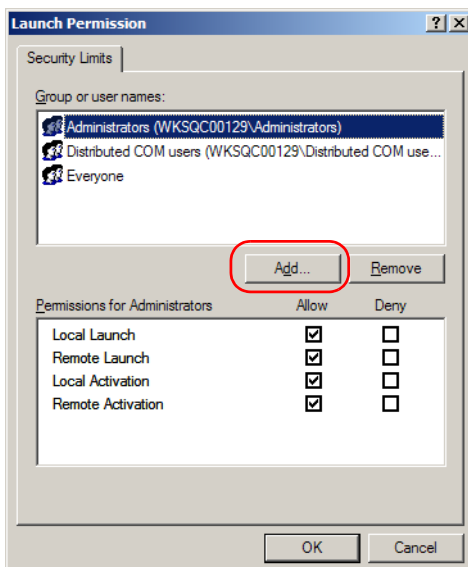 Launch Permission
Security Limits
Group or user names:
Administrators (WKSQC00129\Administrators)
Distributed COM users (WKSQC00129\Distributed COM use...
Everyone
Add... Remove
Permissions for Administrators Allow Deny
Local Launch
Remote Launch
Local Activation
Remote Activation
OK Cancel